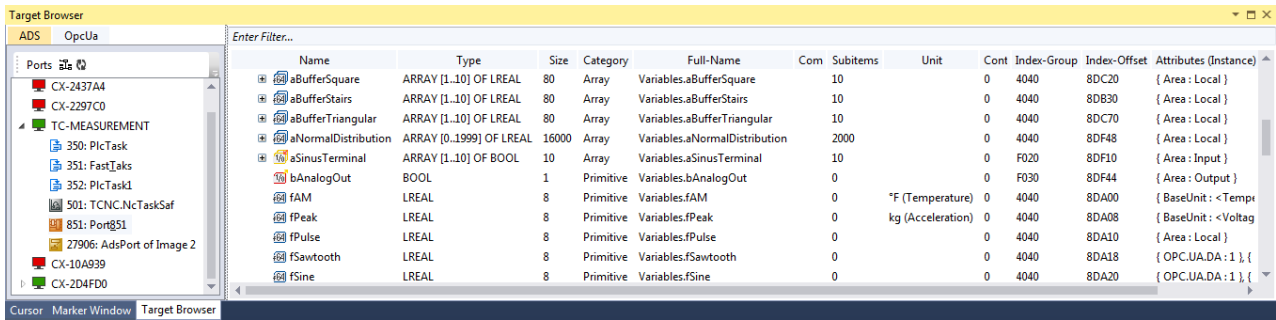 Target Browser
ADS OpcUa
Enter Filter...
Ports
CX-2437A4
CX-2297C0
TC-MEASUREMENT
350: PlcTask
351: FastTaks
352: PlcTask1
501: TCNC.NcTaskSaf
851: Port851
27906: AdsPort of Image 2
CX-10A939
CX-2D4FD0
Name Type Size Category Full-Name Com Subitems Unit Cont Index-Group Index-Offset Attributes (Instance)
aBufferSquare ARRAY [1..10] OF LREAL 80 Array Variables.aBufferSquare 10 0 4040 8DC20 { Area : Local }
aBufferStairs ARRAY [1..10] OF LREAL 80 Array Variables.aBufferStairs 10 0 4040 8DB30 { Area : Local }
aBufferTriangular ARRAY [1..10] OF LREAL 80 Array Variables.aBufferTriangular 10 0 4040 8DC70 { Area : Local }
aNormalDistribution ARRAY [0..1999] OF LREAL 16000 Array Variables.aNormalDistribution 2000 0 4040 8DF48 { Area : Local }
aSinusTerminal ARRAY [1..10] OF BOOL 10 Array Variables.aSinusTerminal 10 0 F020 8DF10 { Area : Input }
bAnalogOut BOOL 1 Primitive Variables.bAnalogOut 0 0 F030 8DF44 { Area : Output }
fAM LREAL 8 Primitive Variables.fAM 0 °F (Temperature) 0 4040 8DA00 { BaseUnit : <Tempe
fPeak LREAL 8 Primitive Variables.fPeak 0 kg (Acceleration) 0 4040 8DA08 { BaseUnit : <Voltag
fPulse LREAL 8 Primitive Variables.fPulse 0 0 4040 8DA10 { Area : Local }
fSawtooth LREAL 8 Primitive Variables.fSawtooth 0 0 4040 8DA18 { OPC.UA.DA : 1 }, {
fSine LREAL 8 Primitive Variables.fSine 0 0 4040 8DA20 { OPC.UA.DA : 1 }, {
Cursor Marker Window Target Browser